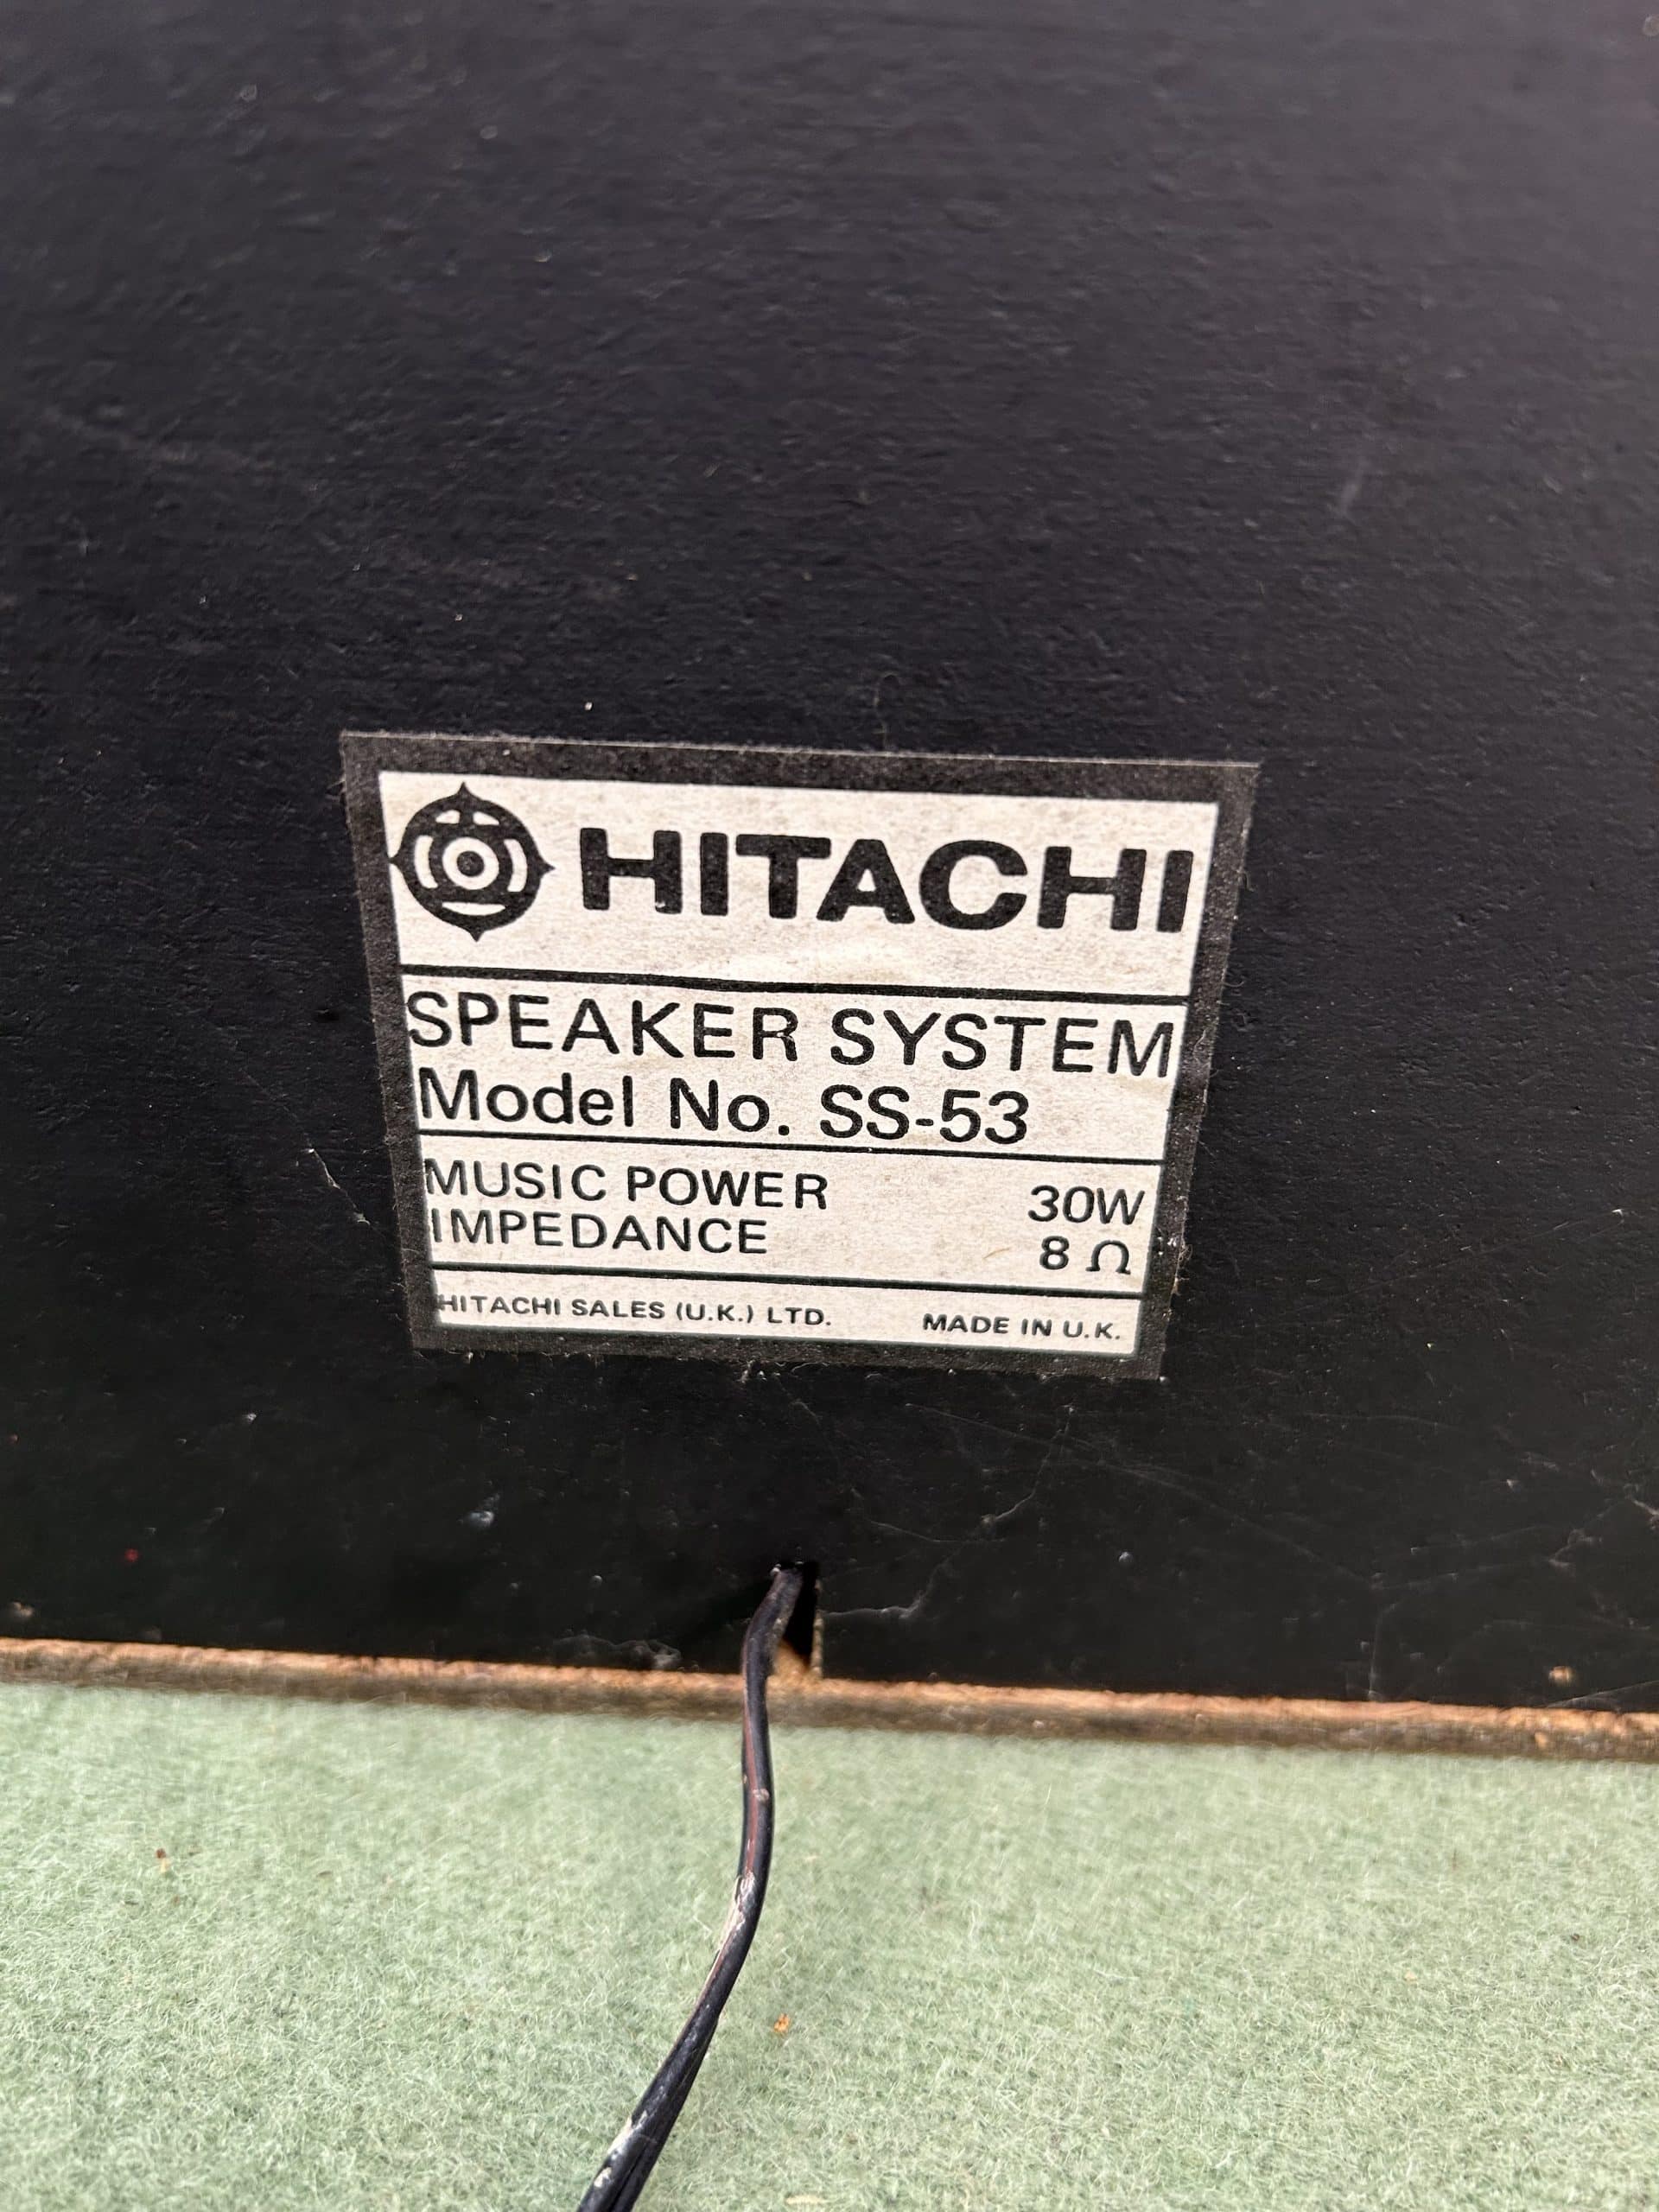 HITACHI
SPEAKER SYSTEM
Model No. SS-53
MUSIC POWER 30W
IMPEDANCE 8 Ω
HITACHI SALES (U.K.) LTD. MADE IN U.K.